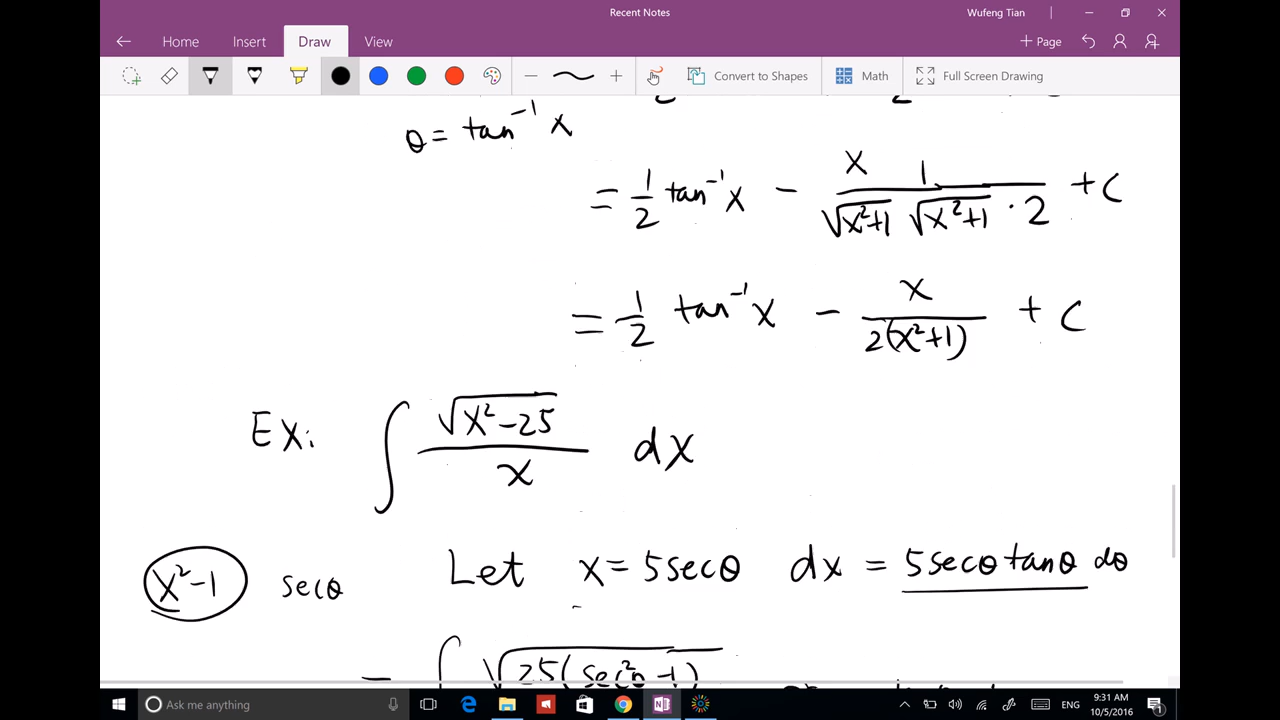 Recent Notes
Wufeng Tian
Home Insert Draw View
+ Page
Convert to Shapes Math Full Screen Drawing
θ = tan⁻¹ x
= 1/2 tan⁻¹x − x 1/(√x²+1 √x²+1 · 2) + C
= 1/2 tan⁻¹x − x/(2(x²+1)) + C
Ex: ∫ √x²−25 / x dx
x²−1 secθ Let x = 5secθ dx = 5secθtanθ dθ
= ∫ √25(sec²θ −1)
Ask me anything
ENG
9:31 AM
10/5/2016